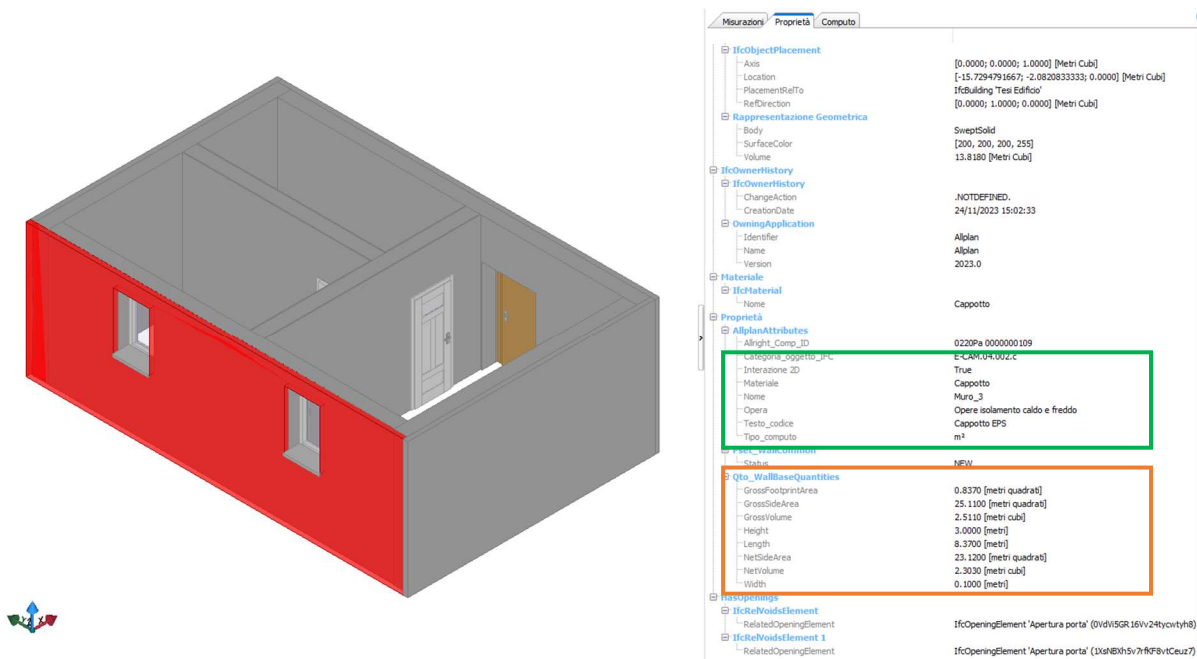 Misurazioni Proprietà Computo
IfcObjectPlacement
Axis [0.0000; 0.0000; 1.0000] [Metri Cubi]
Location [-15.7294791667; -2.0820833333; 0.0000] [Metri Cubi]
PlacementRelTo IfcBuilding 'Tesi Edificio'
RefDirection [0.0000; 1.0000; 0.0000] [Metri Cubi]
Rappresentazione Geometrica
Body SweptSolid
SurfaceColor [200, 200, 200, 255]
Volume 13.8180 [Metri Cubi]
IfcOwnerHistory
IfcOwnerHistory
ChangeAction .NOTDEFINED.
CreationDate 24/11/2023 15:02:33
OwningApplication
Identifier Allplan
Name Allplan
Version 2023.0
Materiale
IfcMaterial
Nome Cappotto
Proprietà
AllplanAttributes
Allright_Comp_ID 0220Pa 0000000109
Categoria_oggetto_IFC E-CAM.04.002.c
Interazione 2D True
Materiale Cappotto
Nome Muro_3
Opera Opere isolamento caldo e freddo
Testo_codice Cappotto EPS
Tipo_computo m²
Pset_WallCommon
Status NEW
Qto_WallBaseQuantities
GrossFootprintArea 0.8370 [metri quadrati]
GrossSideArea 25.1100 [metri quadrati]
GrossVolume 2.5110 [metri cubi]
Height 3.0000 [metri]
Length 8.3700 [metri]
NetSideArea 23.1200 [metri quadrati]
NetVolume 2.3030 [metri cubi]
Width 0.1000 [metri]
HasOpenings
IfcRelVoidsElement
RelatedOpeningElement IfcOpeningElement 'Apertura porta' (0VdVi5GR16Vv24tycwtyh8)
IfcRelVoidsElement 1
RelatedOpeningElement IfcOpeningElement 'Apertura porta' (1XsNBXh5v7rfKF8vtCeuz7)